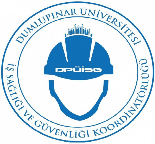 DUMLUPINAR ÜNİVERSİTESİ
DPÜİSG
İŞ SAĞLIĞI VE GÜVENLİĞİ KOORDİNATÖRLÜĞÜ